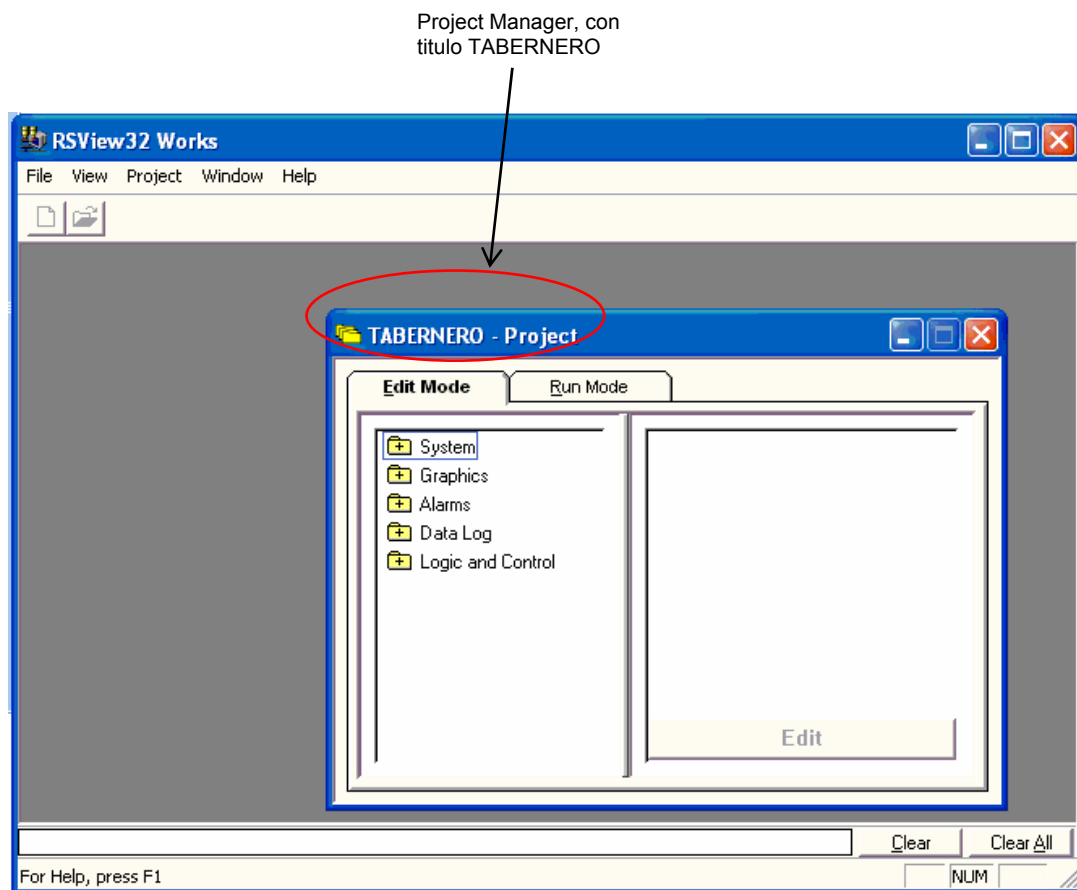 Project Manager, con
titulo TABERNERO
RSView32 Works
File View Project Window Help
TABERNERO - Project
Edit Mode Run Mode
System
Graphics
Alarms
Data Log
Logic and Control
Edit
Clear Clear All
For Help, press F1 NUM